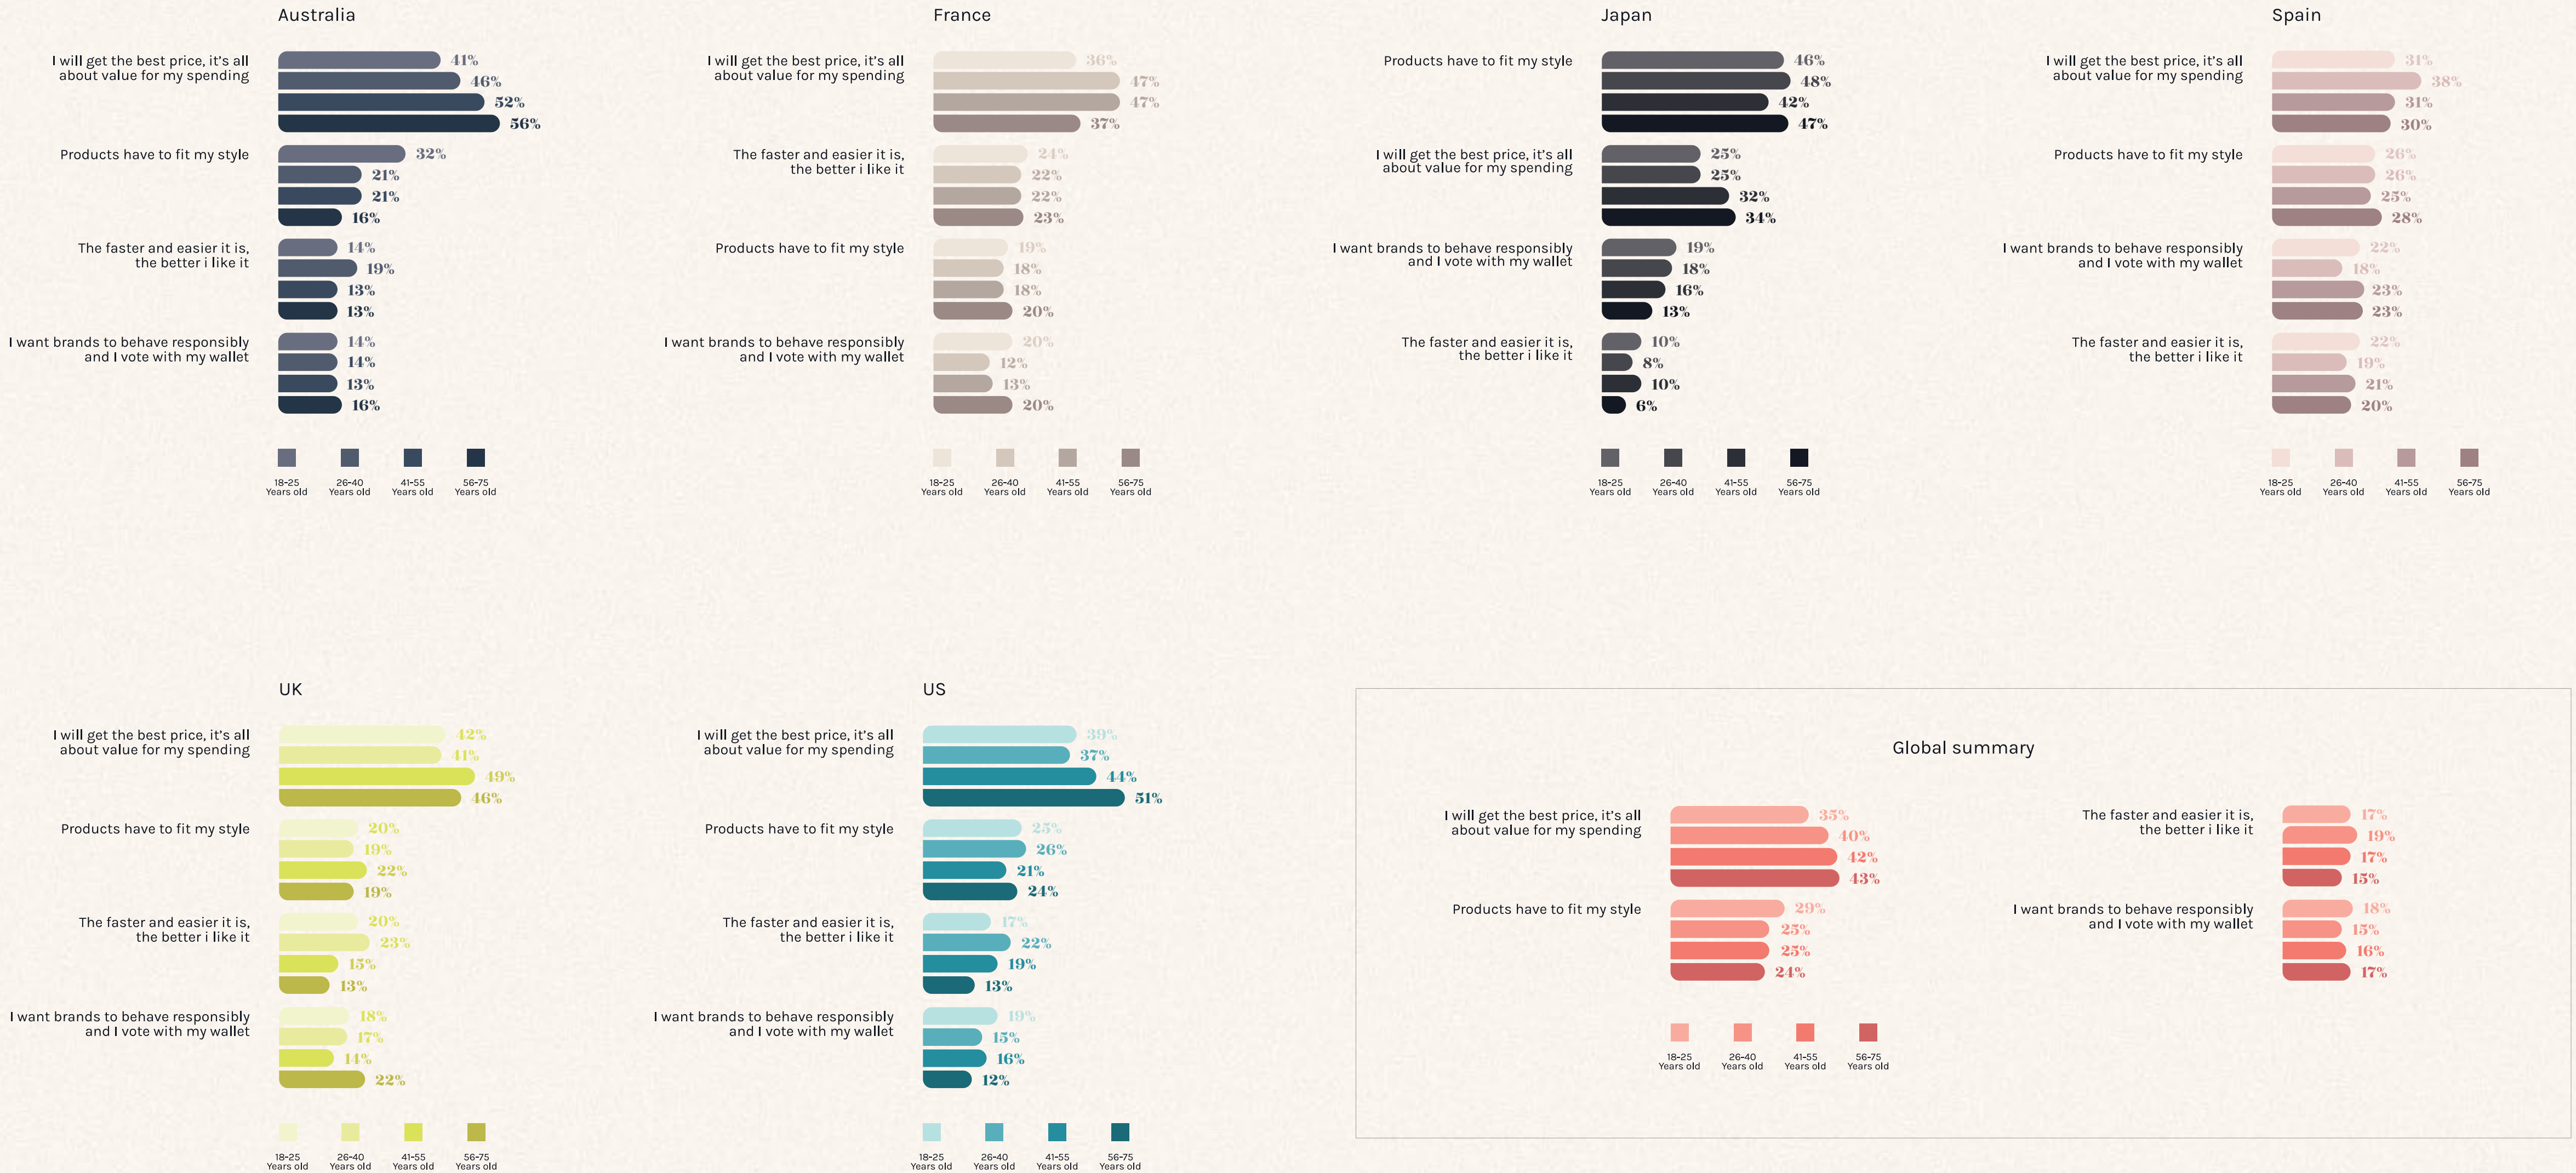 Australia
I will get the best price, it's all
about value for my spending
41%
46%
52%
56%
Products have to fit my style
32%
21%
21%
16%
The faster and easier it is,
the better i like it
14%
19%
13%
13%
I want brands to behave responsibly
and I vote with my wallet
14%
14%
13%
16%
18-25
Years old
26-40
Years old
41-55
Years old
56-75
Years old
France
I will get the best price, it's all
about value for my spending
36%
47%
47%
37%
The faster and easier it is,
the better i like it
24%
22%
22%
23%
Products have to fit my style
19%
18%
18%
20%
I want brands to behave responsibly
and I vote with my wallet
20%
12%
13%
20%
18-25
Years old
26-40
Years old
41-55
Years old
56-75
Years old
Japan
Products have to fit my style
46%
48%
42%
47%
I will get the best price, it's all
about value for my spending
25%
25%
32%
34%
I want brands to behave responsibly
and I vote with my wallet
19%
18%
16%
13%
The faster and easier it is,
the better i like it
10%
8%
10%
6%
18-25
Years old
26-40
Years old
41-55
Years old
56-75
Years old
Spain
I will get the best price, it's all
about value for my spending
31%
38%
31%
30%
Products have to fit my style
26%
26%
25%
28%
I want brands to behave responsibly
and I vote with my wallet
22%
18%
23%
23%
The faster and easier it is,
the better i like it
22%
19%
21%
20%
18-25
Years old
26-40
Years old
41-55
Years old
56-75
Years old
UK
I will get the best price, it's all
about value for my spending
42%
41%
49%
46%
Products have to fit my style
20%
19%
22%
19%
The faster and easier it is,
the better i like it
20%
23%
15%
13%
I want brands to behave responsibly
and I vote with my wallet
18%
17%
14%
22%
18-25
Years old
26-40
Years old
41-55
Years old
56-75
Years old
US
I will get the best price, it's all
about value for my spending
39%
37%
44%
51%
Products have to fit my style
25%
26%
21%
24%
The faster and easier it is,
the better i like it
17%
22%
19%
13%
I want brands to behave responsibly
and I vote with my wallet
19%
15%
16%
12%
18-25
Years old
26-40
Years old
41-55
Years old
56-75
Years old
Global summary
I will get the best price, it's all
about value for my spending
35%
40%
42%
43%
Products have to fit my style
29%
25%
25%
24%
The faster and easier it is,
the better i like it
17%
19%
17%
15%
I want brands to behave responsibly
and I vote with my wallet
18%
15%
16%
17%
18-25
Years old
26-40
Years old
41-55
Years old
56-75
Years old